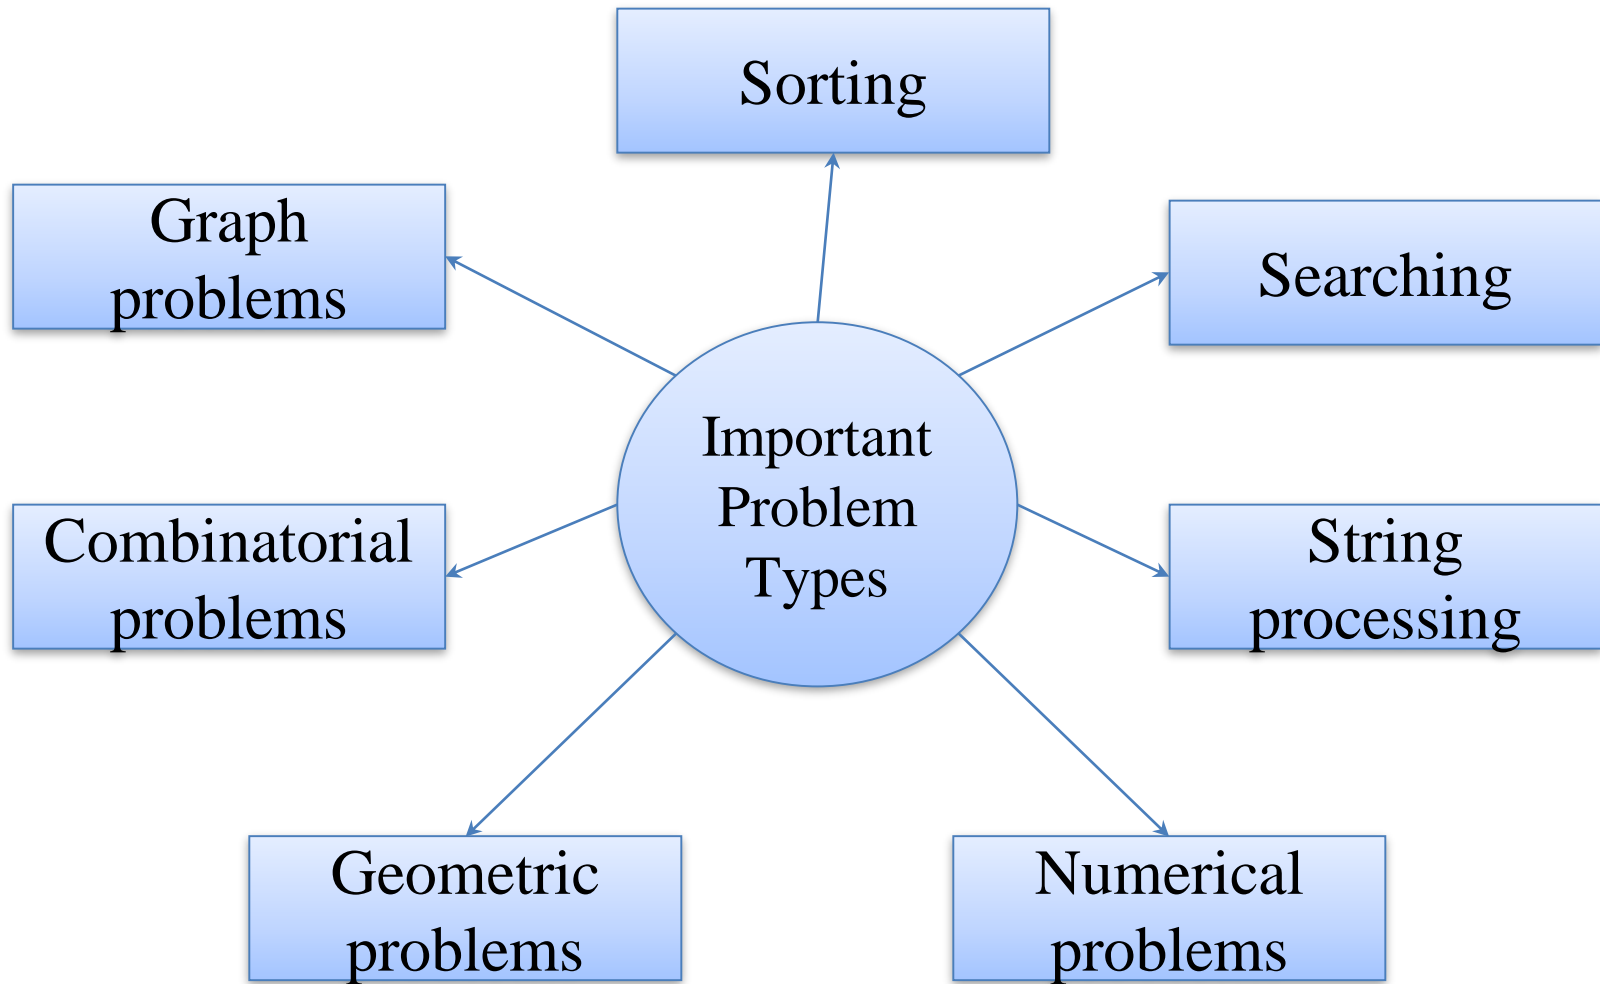 Sorting
Graph
problems
Searching
Important
Problem
Types
Combinatorial
problems
String
processing
Geometric
problems
Numerical
problems